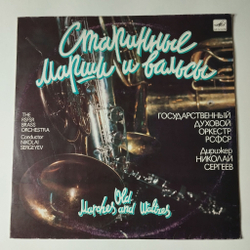 Старинные
марши и вальсы
THE
RSFSR
BRASS
ORCHESTRA
Conductor
NIKOLAI
SERGEYEV
ГОСУДАРСТВЕННЫЙ
ДУХОВОЙ
ОРКЕСТР
РСФСР
Дирижер
НИКОЛАЙ
СЕРГЕЕВ
Old
Marches and Waltzes